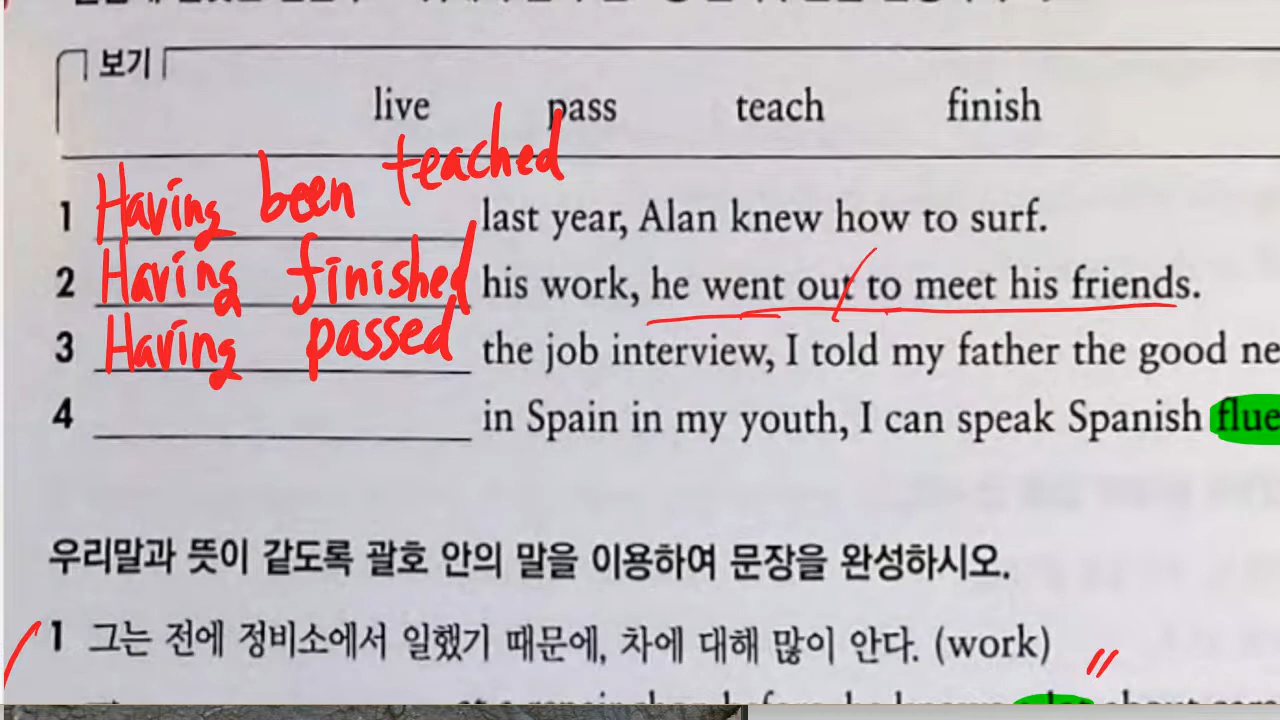 보기
live pass teach finish
1 Having been teached last year, Alan knew how to surf.
2 Having finished his work, he went out to meet his friends.
3 Having passed the job interview, I told my father the good ne
4 in Spain in my youth, I can speak Spanish flue
우리말과 뜻이 같도록 괄호 안의 말을 이용하여 문장을 완성하시오.
1 그는 전에 정비소에서 일했기 때문에, 차에 대해 많이 안다. (work)